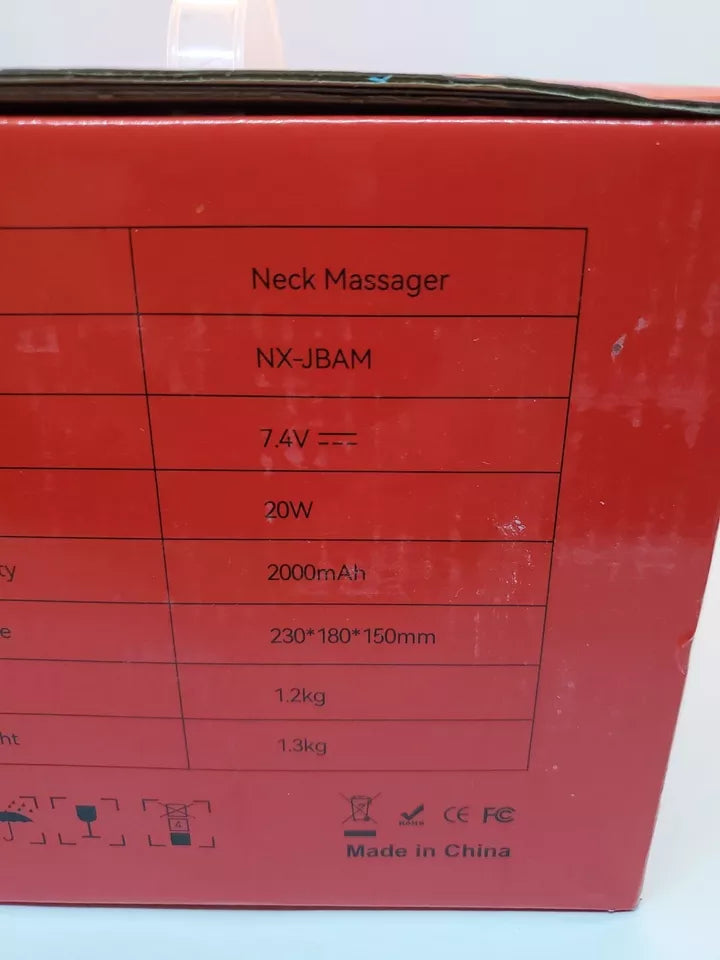 Neck Massager
NX-JBAM
7.4V
20W
ty 2000mAh
e 230*180*150mm
1.2kg
ht 1.3kg
4
RoHS CE FC
Made in China